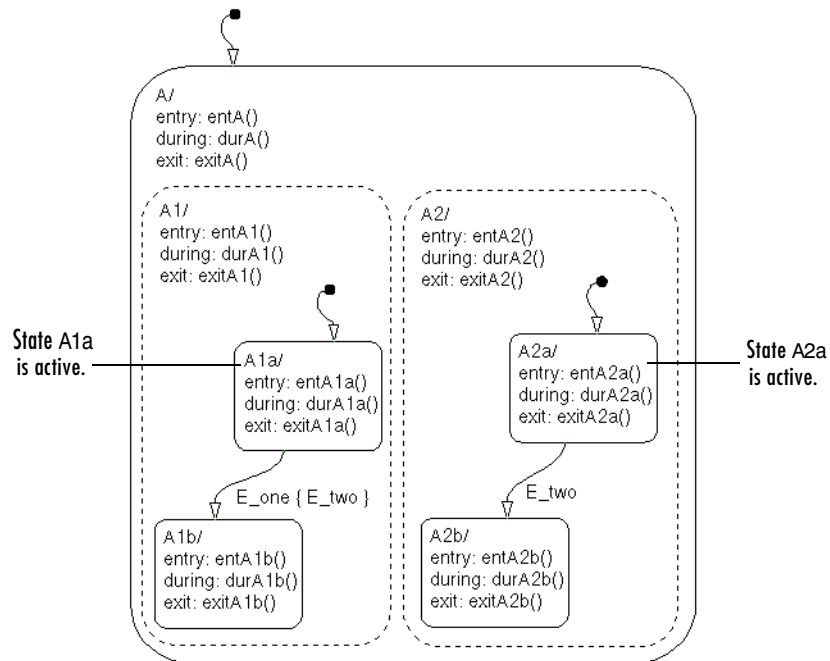 A/
entry: entA()
during: durA()
exit: exitA()
A1/
entry: entA1()
during: durA1()
exit: exitA1()
A2/
entry: entA2()
during: durA2()
exit: exitA2()
State A1a
is active.
A1a/
entry: entA1a()
during: durA1a()
exit: exitA1a()
A2a/
entry: entA2a()
during: durA2a()
exit: exitA2a()
State A2a
is active.
E_one { E_two }
E_two
A1b/
entry: entA1b()
during: durA1b()
exit: exitA1b()
A2b/
entry: entA2b()
during: durA2b()
exit: exitA2b()